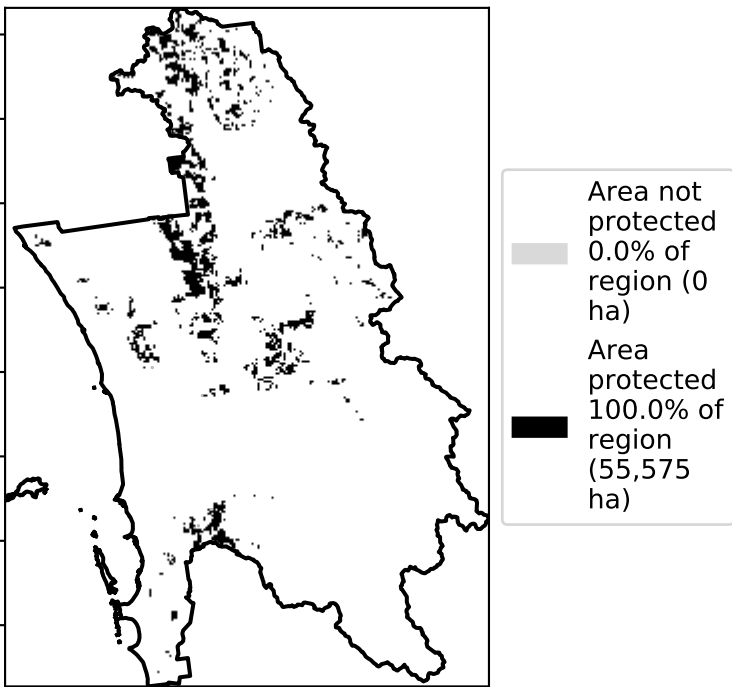 Area not
protected
0.0% of
region (0
ha)
Area
protected
100.0% of
region
(55,575
ha)